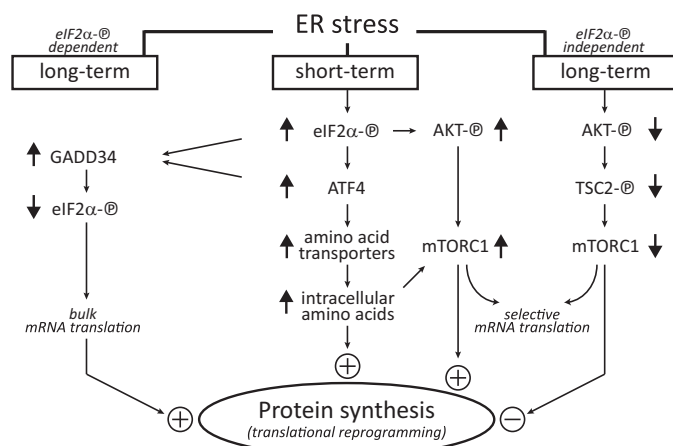 ER stress
eIF2α-Ⓟ
dependent
long-term
short-term
eIF2α-Ⓟ
independent
long-term
GADD34
eIF2α-Ⓟ
bulk
mRNA translation
eIF2α-Ⓟ
ATF4
amino acid
transporters
intracellular
amino acids
AKT-Ⓟ
mTORC1
selective
mRNA translation
AKT-Ⓟ
TSC2-Ⓟ
mTORC1
+
+
+
−
Protein synthesis
(translational reprogramming)